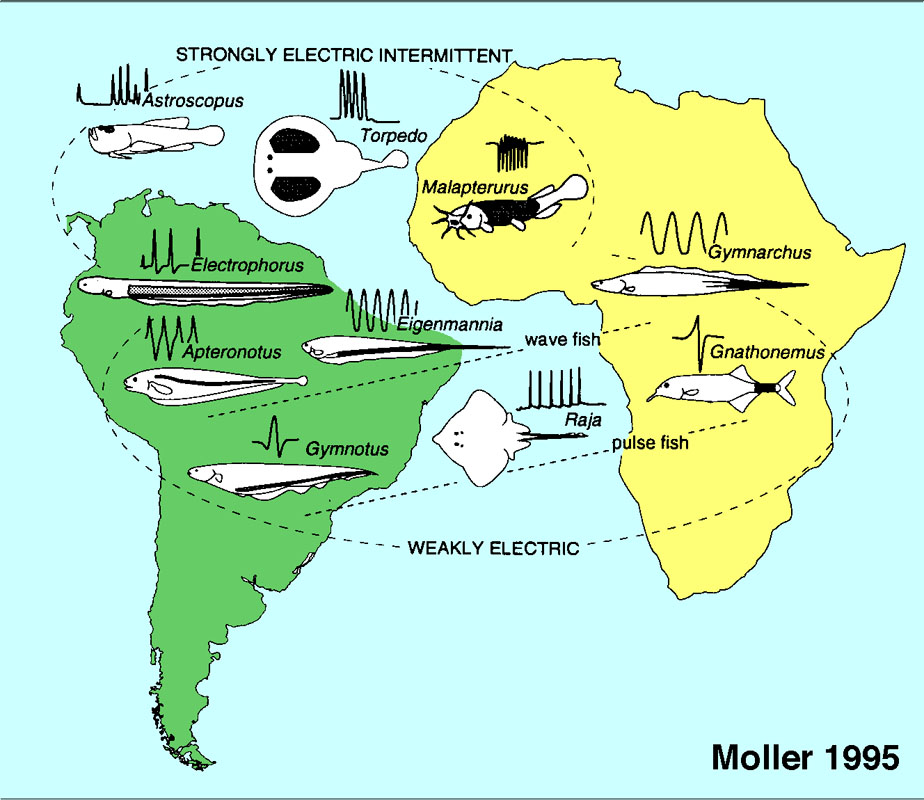 STRONGLY ELECTRIC INTERMITTENT
Astroscopus
Torpedo
Malapterurus
Electrophorus
Gymnarchus
Eigenmannia
wave fish
Apteronotus
Gnathonemus
Raja
Gymnotus
pulse fish
WEAKLY ELECTRIC
Moller 1995